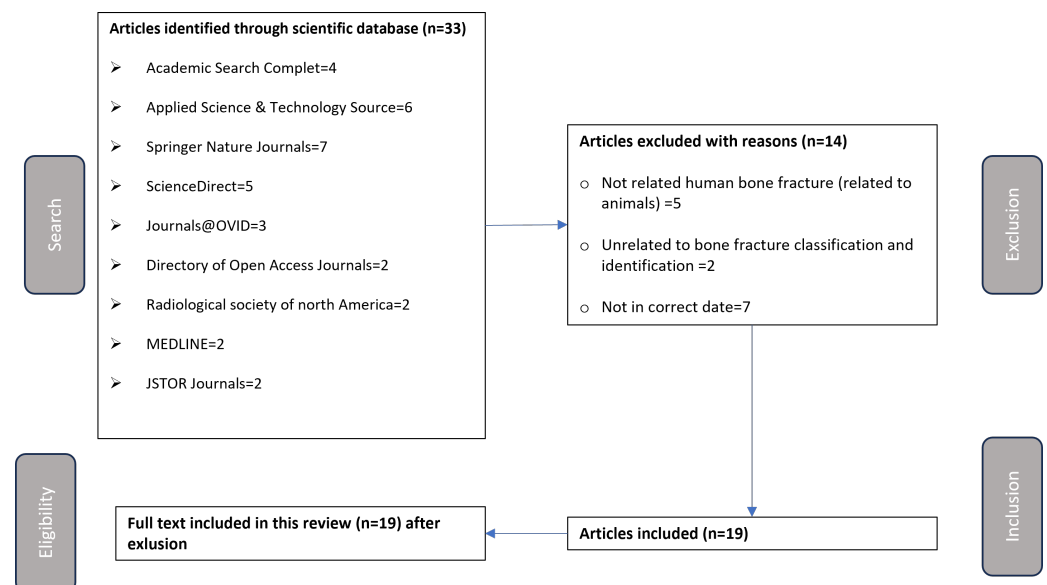 Articles identified through scientific database (n=33)
➢ Academic Search Complet=4
➢ Applied Science & Technology Source=6
➢ Springer Nature Journals=7
➢ ScienceDirect=5
➢ Journals@OVID=3
➢ Directory of Open Access Journals=2
➢ Radiological society of north America=2
➢ MEDLINE=2
➢ JSTOR Journals=2
Search
Articles excluded with reasons (n=14)
o Not related human bone fracture (related to
animals) =5
o Unrelated to bone fracture classification and
identification =2
o Not in correct date=7
Exclusion
Eligibility
Full text included in this review (n=19) after
exlusion
Articles included (n=19)
Inclusion